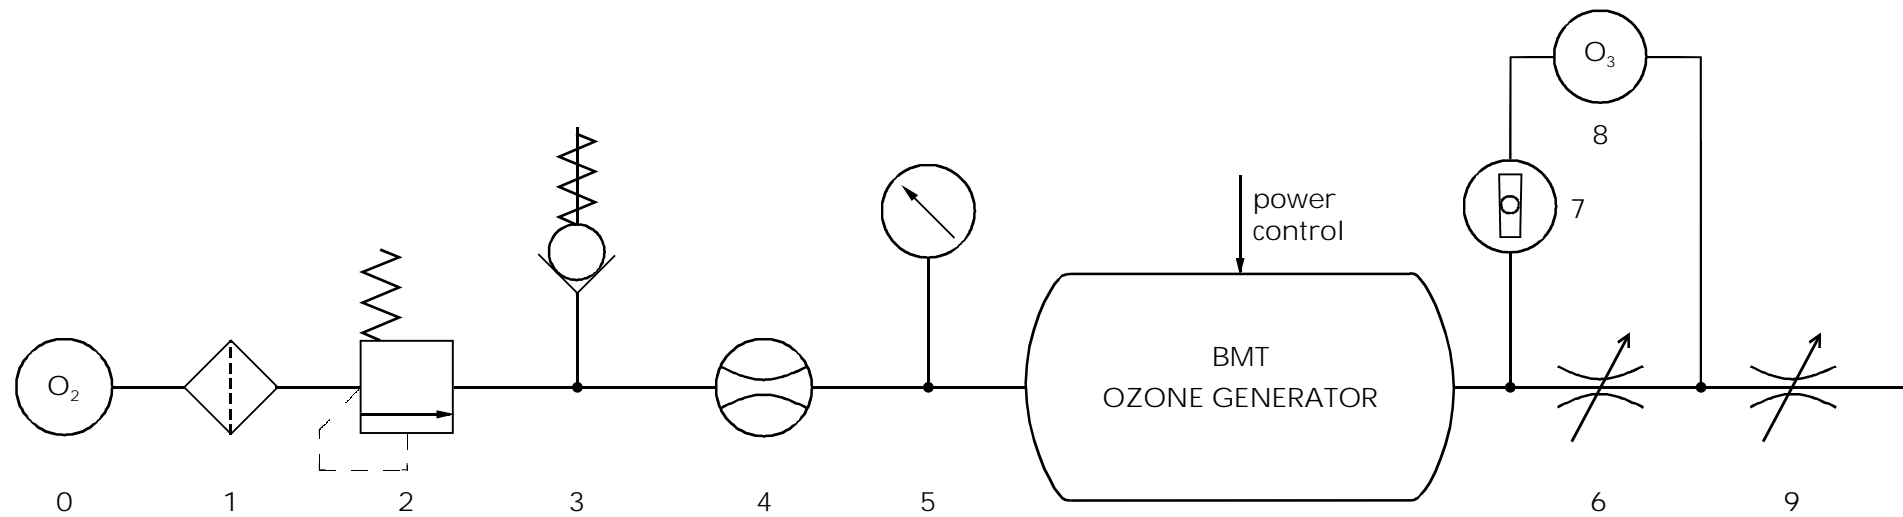 O₃
8
power
control
7
O₂
BMT
OZONE GENERATOR
0
1
2
3
4
5
6
9